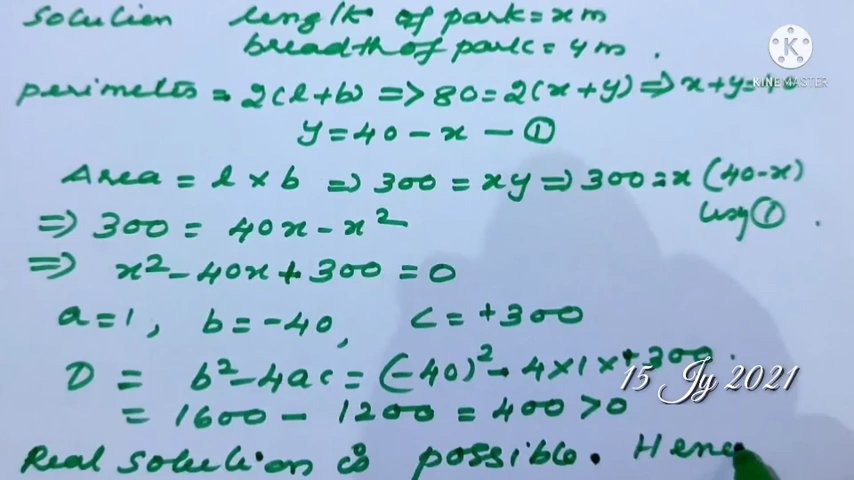 Solution length of park = x m
breadth of park = y m.
perimeter = 2(l+b) => 80 = 2(x+y) => x+y=
KINEMASTER
y = 40 - x - ①
Area = l × b => 300 = xy => 300 = x (40-x)
=> 300 = 40x - x²
using ①.
=> x² - 40x + 300 = 0
a = 1, b = -40, c = +300
D = b² - 4ac = (-40)² - 4×1×+300.
15 Jy 2021
= 1600 - 1200 = 400 > 0
Real solution is possible. Henc